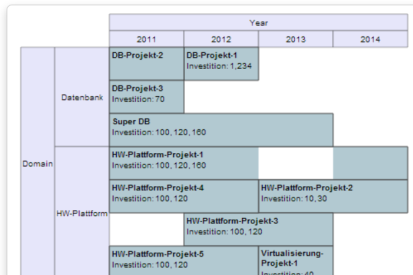 Year
2011 2012 2013 2014
DB-Projekt-2 DB-Projekt-1
Investition: 1,234
DB-Projekt-3
Investition: 70
Datenbank
Super DB
Investition: 100, 120, 160
HW-Plattform-Projekt-1
Investition: 100, 120, 160
Domain
HW-Plattform-Projekt-4 HW-Plattform-Projekt-2
Investition: 100, 120 Investition: 10, 30
HW-Plattform
HW-Plattform-Projekt-3
Investition: 100, 120
HW-Plattform-Projekt-5 Virtualisierung-
Investition: 100, 120 Projekt-1
Investition: 40